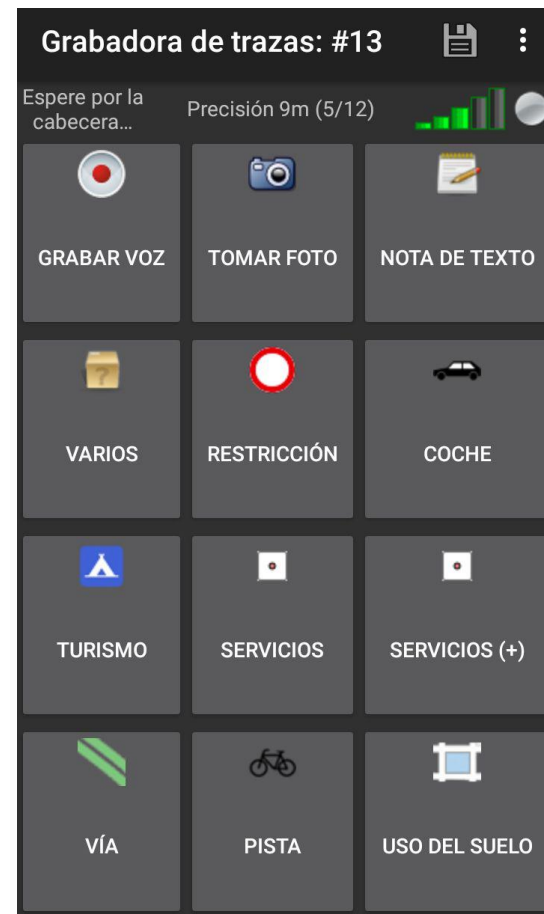 Grabadora de trazas: #13
Espere por la
cabecera...
Precisión 9m (5/12)
GRABAR VOZ
TOMAR FOTO
NOTA DE TEXTO
?
VARIOS
RESTRICCIÓN
COCHE
TURISMO
SERVICIOS
SERVICIOS (+)
VÍA
PISTA
USO DEL SUELO